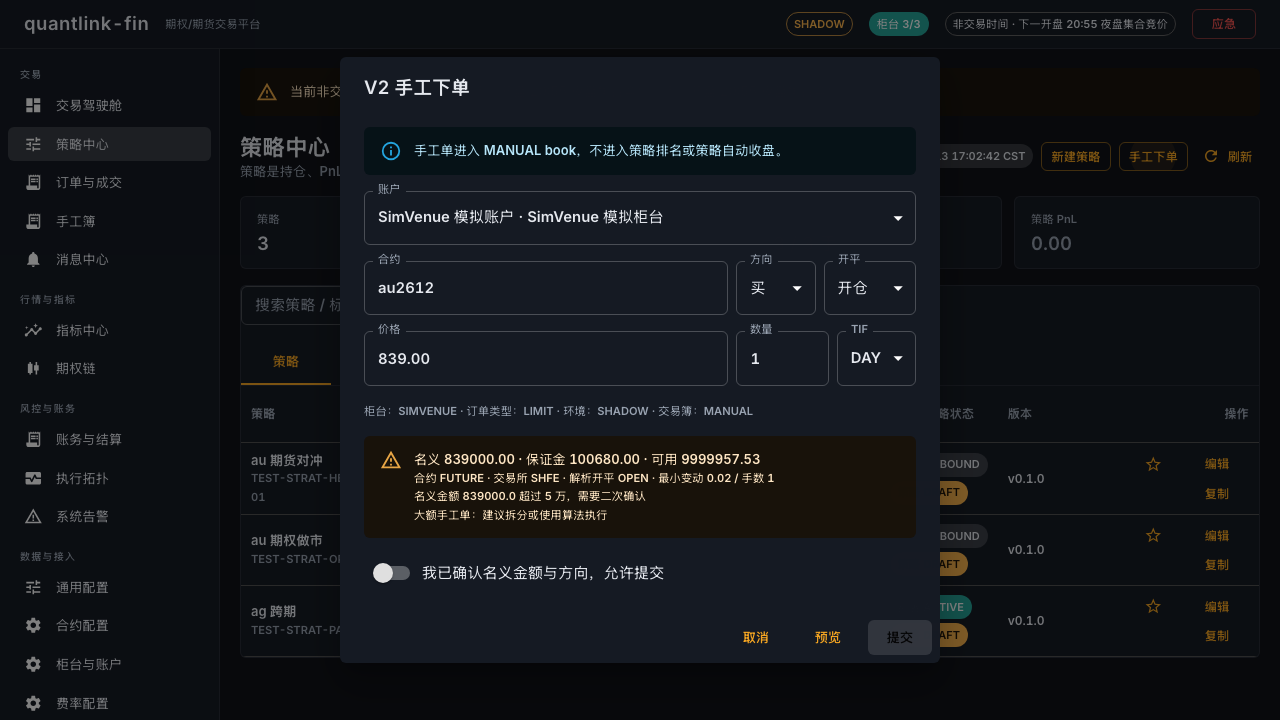 quantlink-fin
期权/期货交易平台
SHADOW
柜台 3/3
非交易时间 · 下一开盘 20:55 夜盘集合竞价
应急
交易
交易驾驶舱
策略中心
订单与成交
手工簿
消息中心
行情与指标
指标中心
期权链
风控与账务
账务与结算
执行拓扑
系统告警
数据与接入
通用配置
合约配置
柜台与账户
费率配置
当前非交
策略中心
策略是持仓、PnL
3 17:02:42 CST
新建策略
手工下单
刷新
策略
3
策略 PnL
0.00
搜索策略 / 标
策略
策略
略状态
版本
操作
au 期货对冲
TEST-STRAT-HE
01
BOUND
AFT
v0.1.0
编辑
复制
au 期权做市
TEST-STRAT-OP
BOUND
AFT
v0.1.0
编辑
复制
ag 跨期
TEST-STRAT-PA
TIVE
AFT
v0.1.0
编辑
复制
V2 手工下单
手工单进入 MANUAL book，不进入策略排名或策略自动收盘。
账户
SimVenue 模拟账户 · SimVenue 模拟柜台
合约
au2612
方向
买
开平
开仓
价格
839.00
数量
1
TIF
DAY
柜台：SIMVENUE · 订单类型：LIMIT · 环境：SHADOW · 交易簿：MANUAL
名义 839000.00 · 保证金 100680.00 · 可用 9999957.53
合约 FUTURE · 交易所 SHFE · 解析开平 OPEN · 最小变动 0.02 / 手数 1
名义金额 839000.0 超过 5 万，需要二次确认
大额手工单：建议拆分或使用算法执行
我已确认名义金额与方向，允许提交
取消
预览
提交